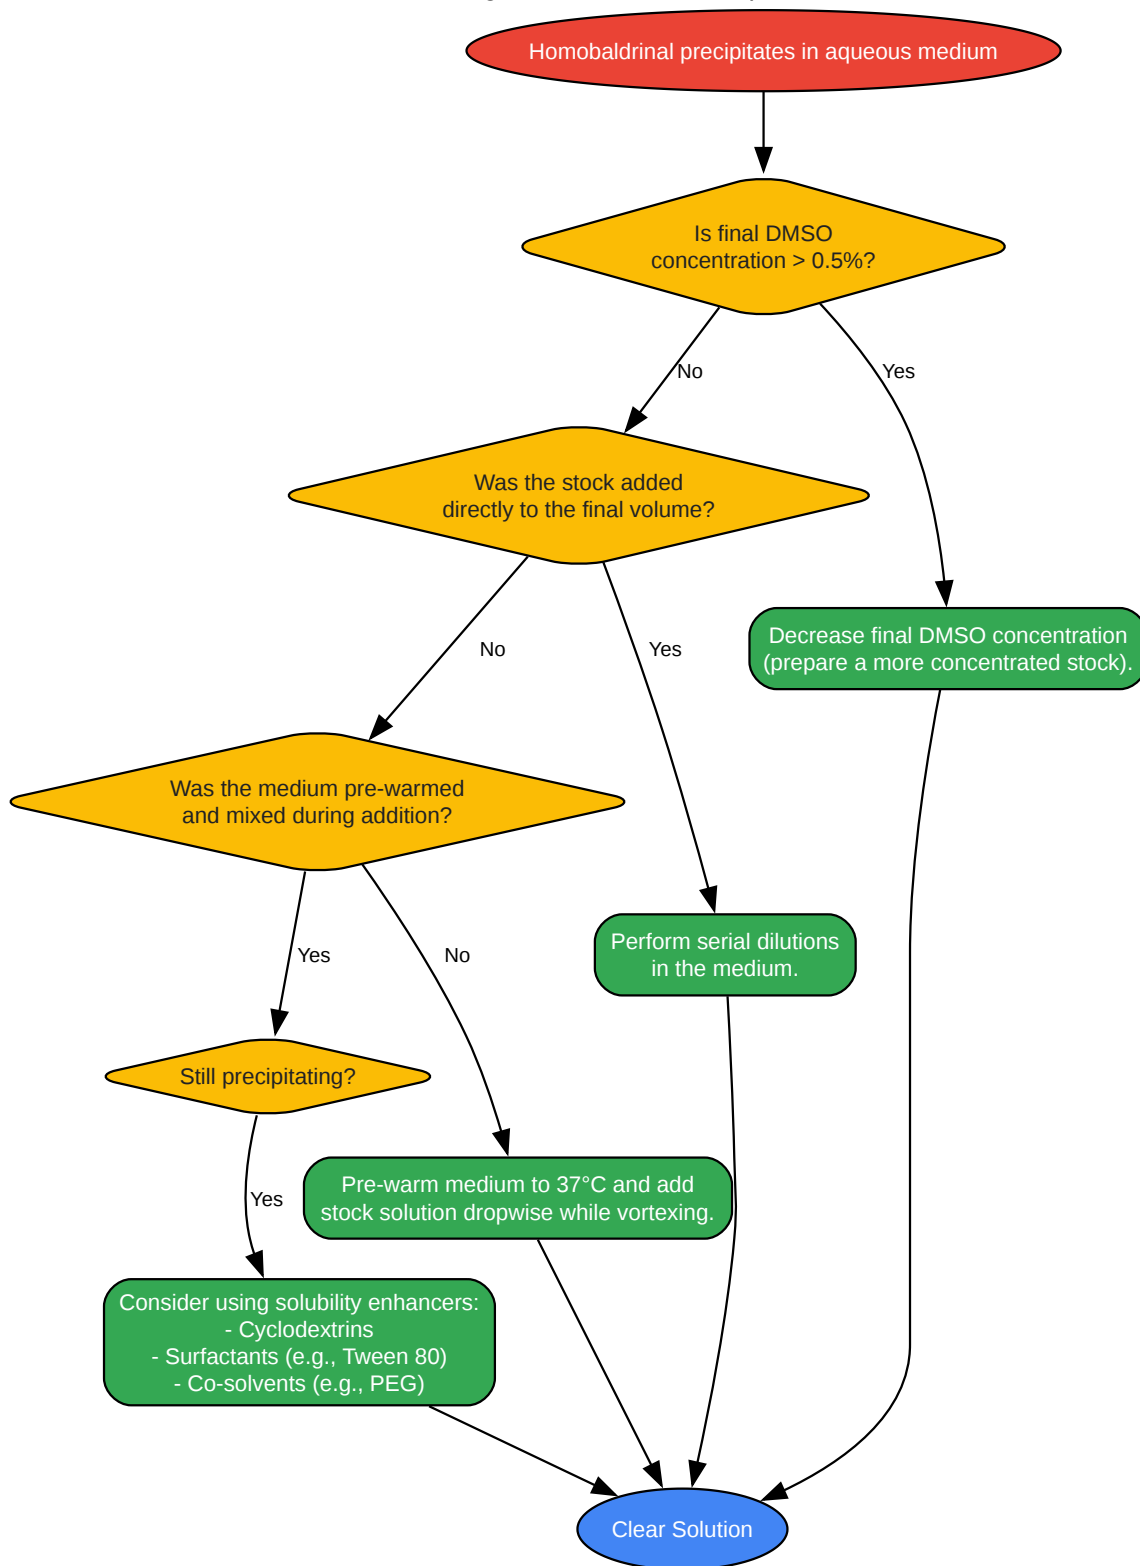 Homobaldrinal precipitates in aqueous medium
Is final DMSO
concentration > 0.5%?
No
Yes
Was the stock added
directly to the final volume?
No
Yes
Decrease final DMSO concentration
(prepare a more concentrated stock).
Was the medium pre-warmed
and mixed during addition?
Yes
No
Perform serial dilutions
in the medium.
Still precipitating?
Yes
Pre-warm medium to 37°C and add
stock solution dropwise while vortexing.
Consider using solubility enhancers:
- Cyclodextrins
- Surfactants (e.g., Tween 80)
- Co-solvents (e.g., PEG)
Clear Solution